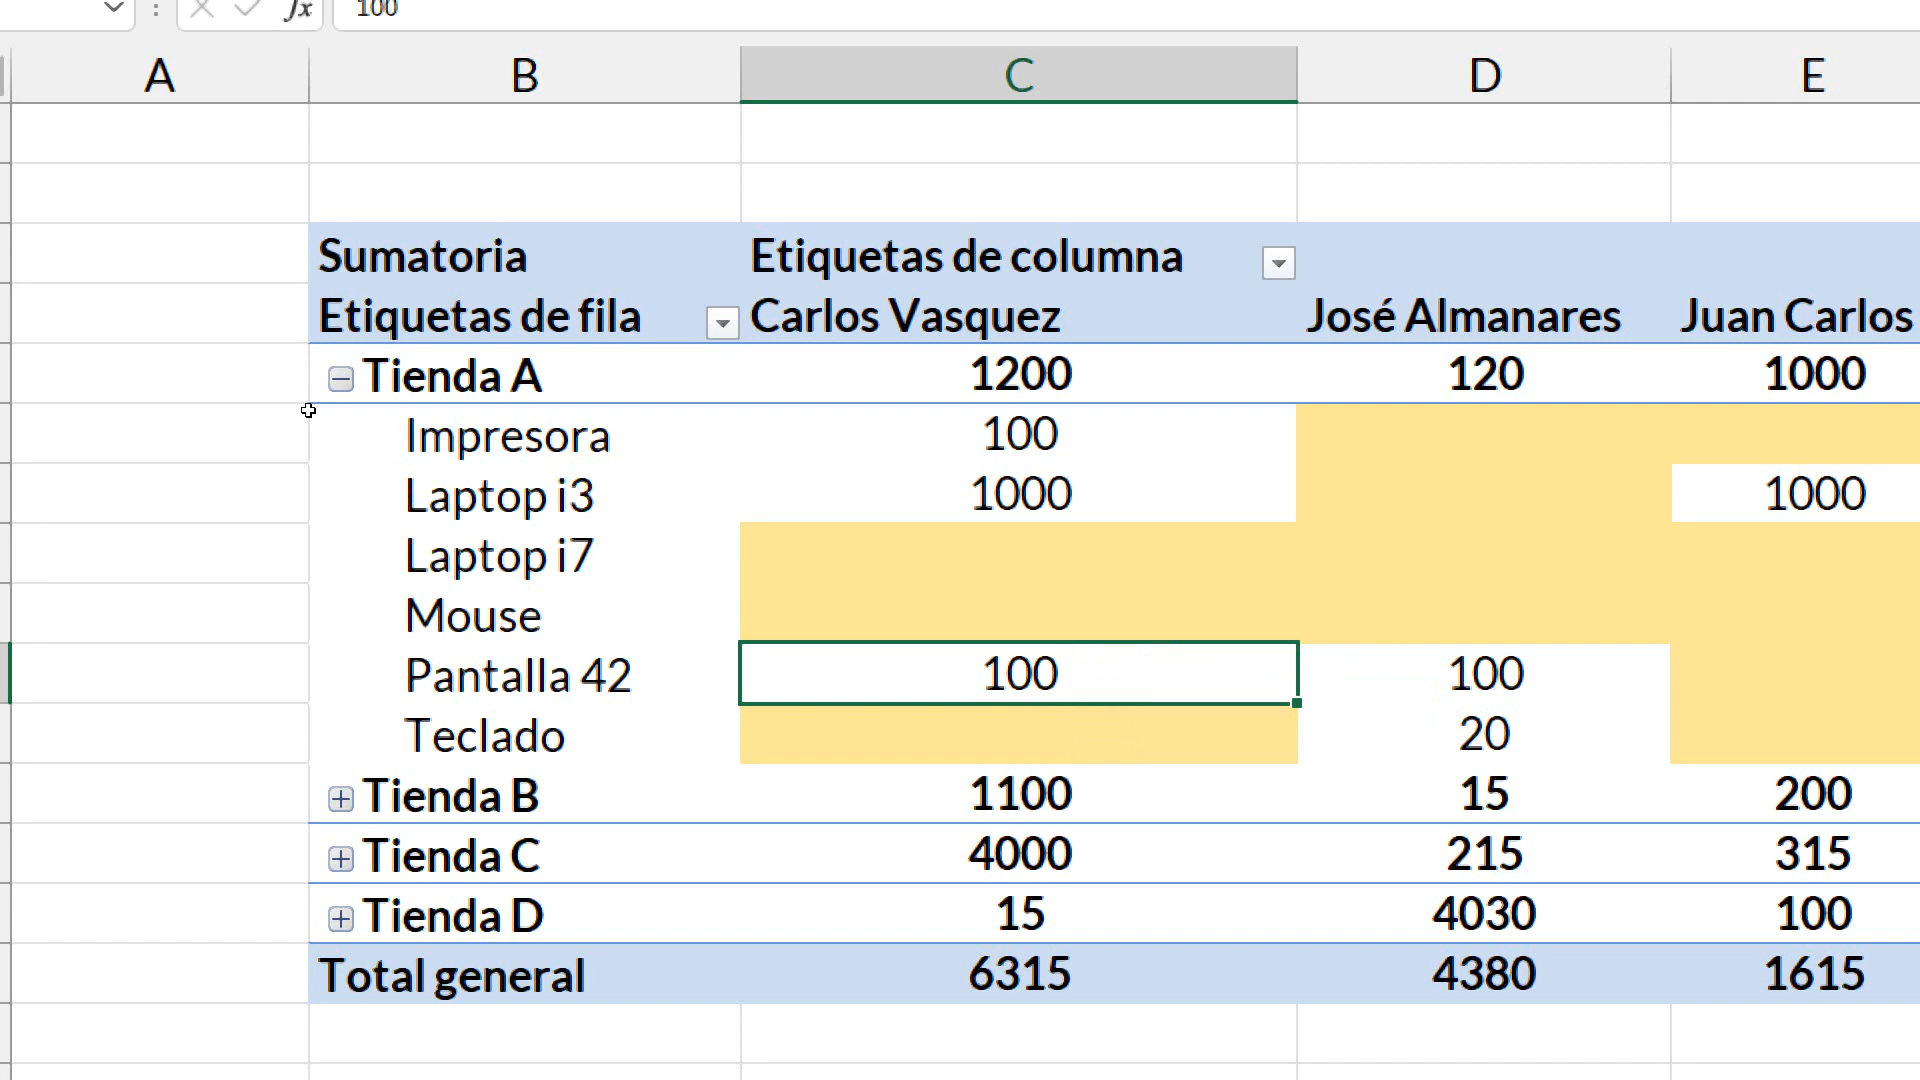 100
A B C D E
Sumatoria Etiquetas de columna
Etiquetas de fila Carlos Vasquez José Almanares Juan Carlos
Tienda A 1200 120 1000
Impresora 100
Laptop i3 1000 1000
Laptop i7
Mouse
Pantalla 42 100 100
Teclado 20
Tienda B 1100 15 200
Tienda C 4000 215 315
Tienda D 15 4030 100
Total general 6315 4380 1615